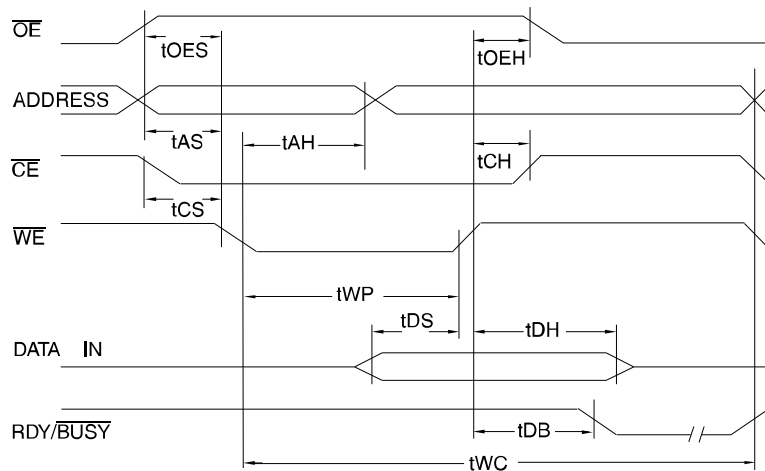 OE
tOES
tOEH
ADDRESS
tAS
tAH
tCH
CE
tCS
WE
tWP
tDS
tDH
DATA IN
RDY/BUSY
tDB
tWC